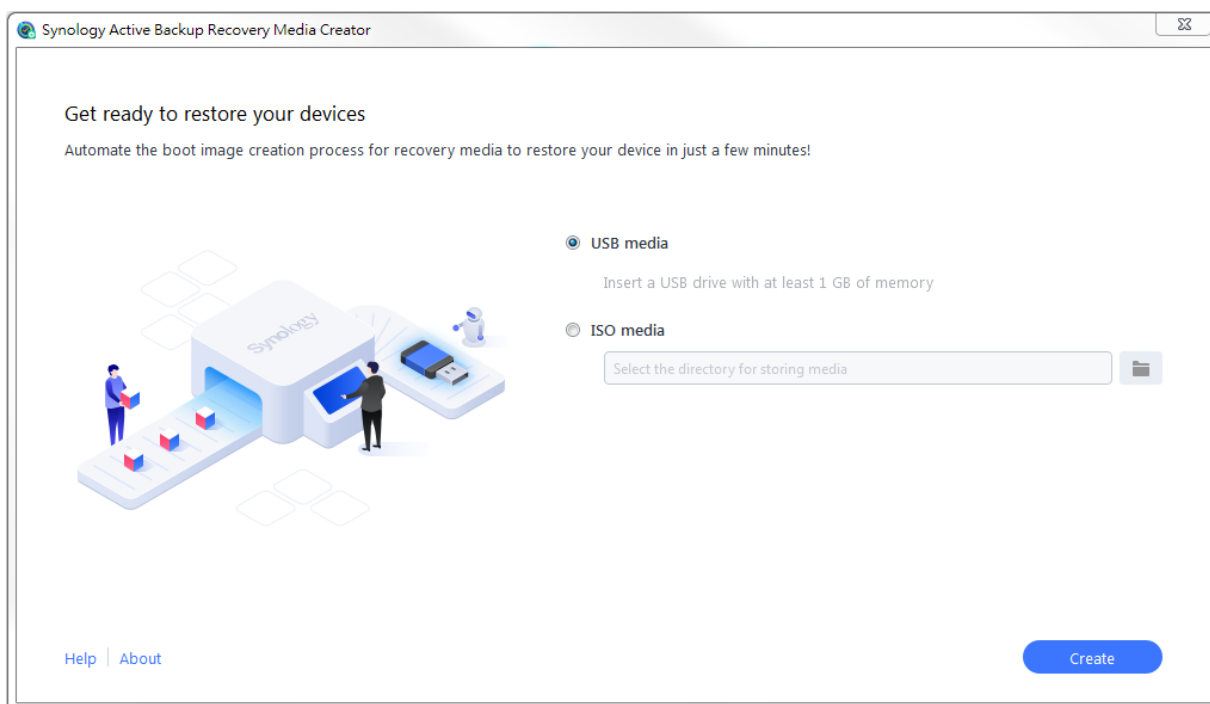 Synology Active Backup Recovery Media Creator
Get ready to restore your devices
Automate the boot image creation process for recovery media to restore your device in just a few minutes!
USB media
Insert a USB drive with at least 1 GB of memory
ISO media
Select the directory for storing media
Synology
Help
About
Create